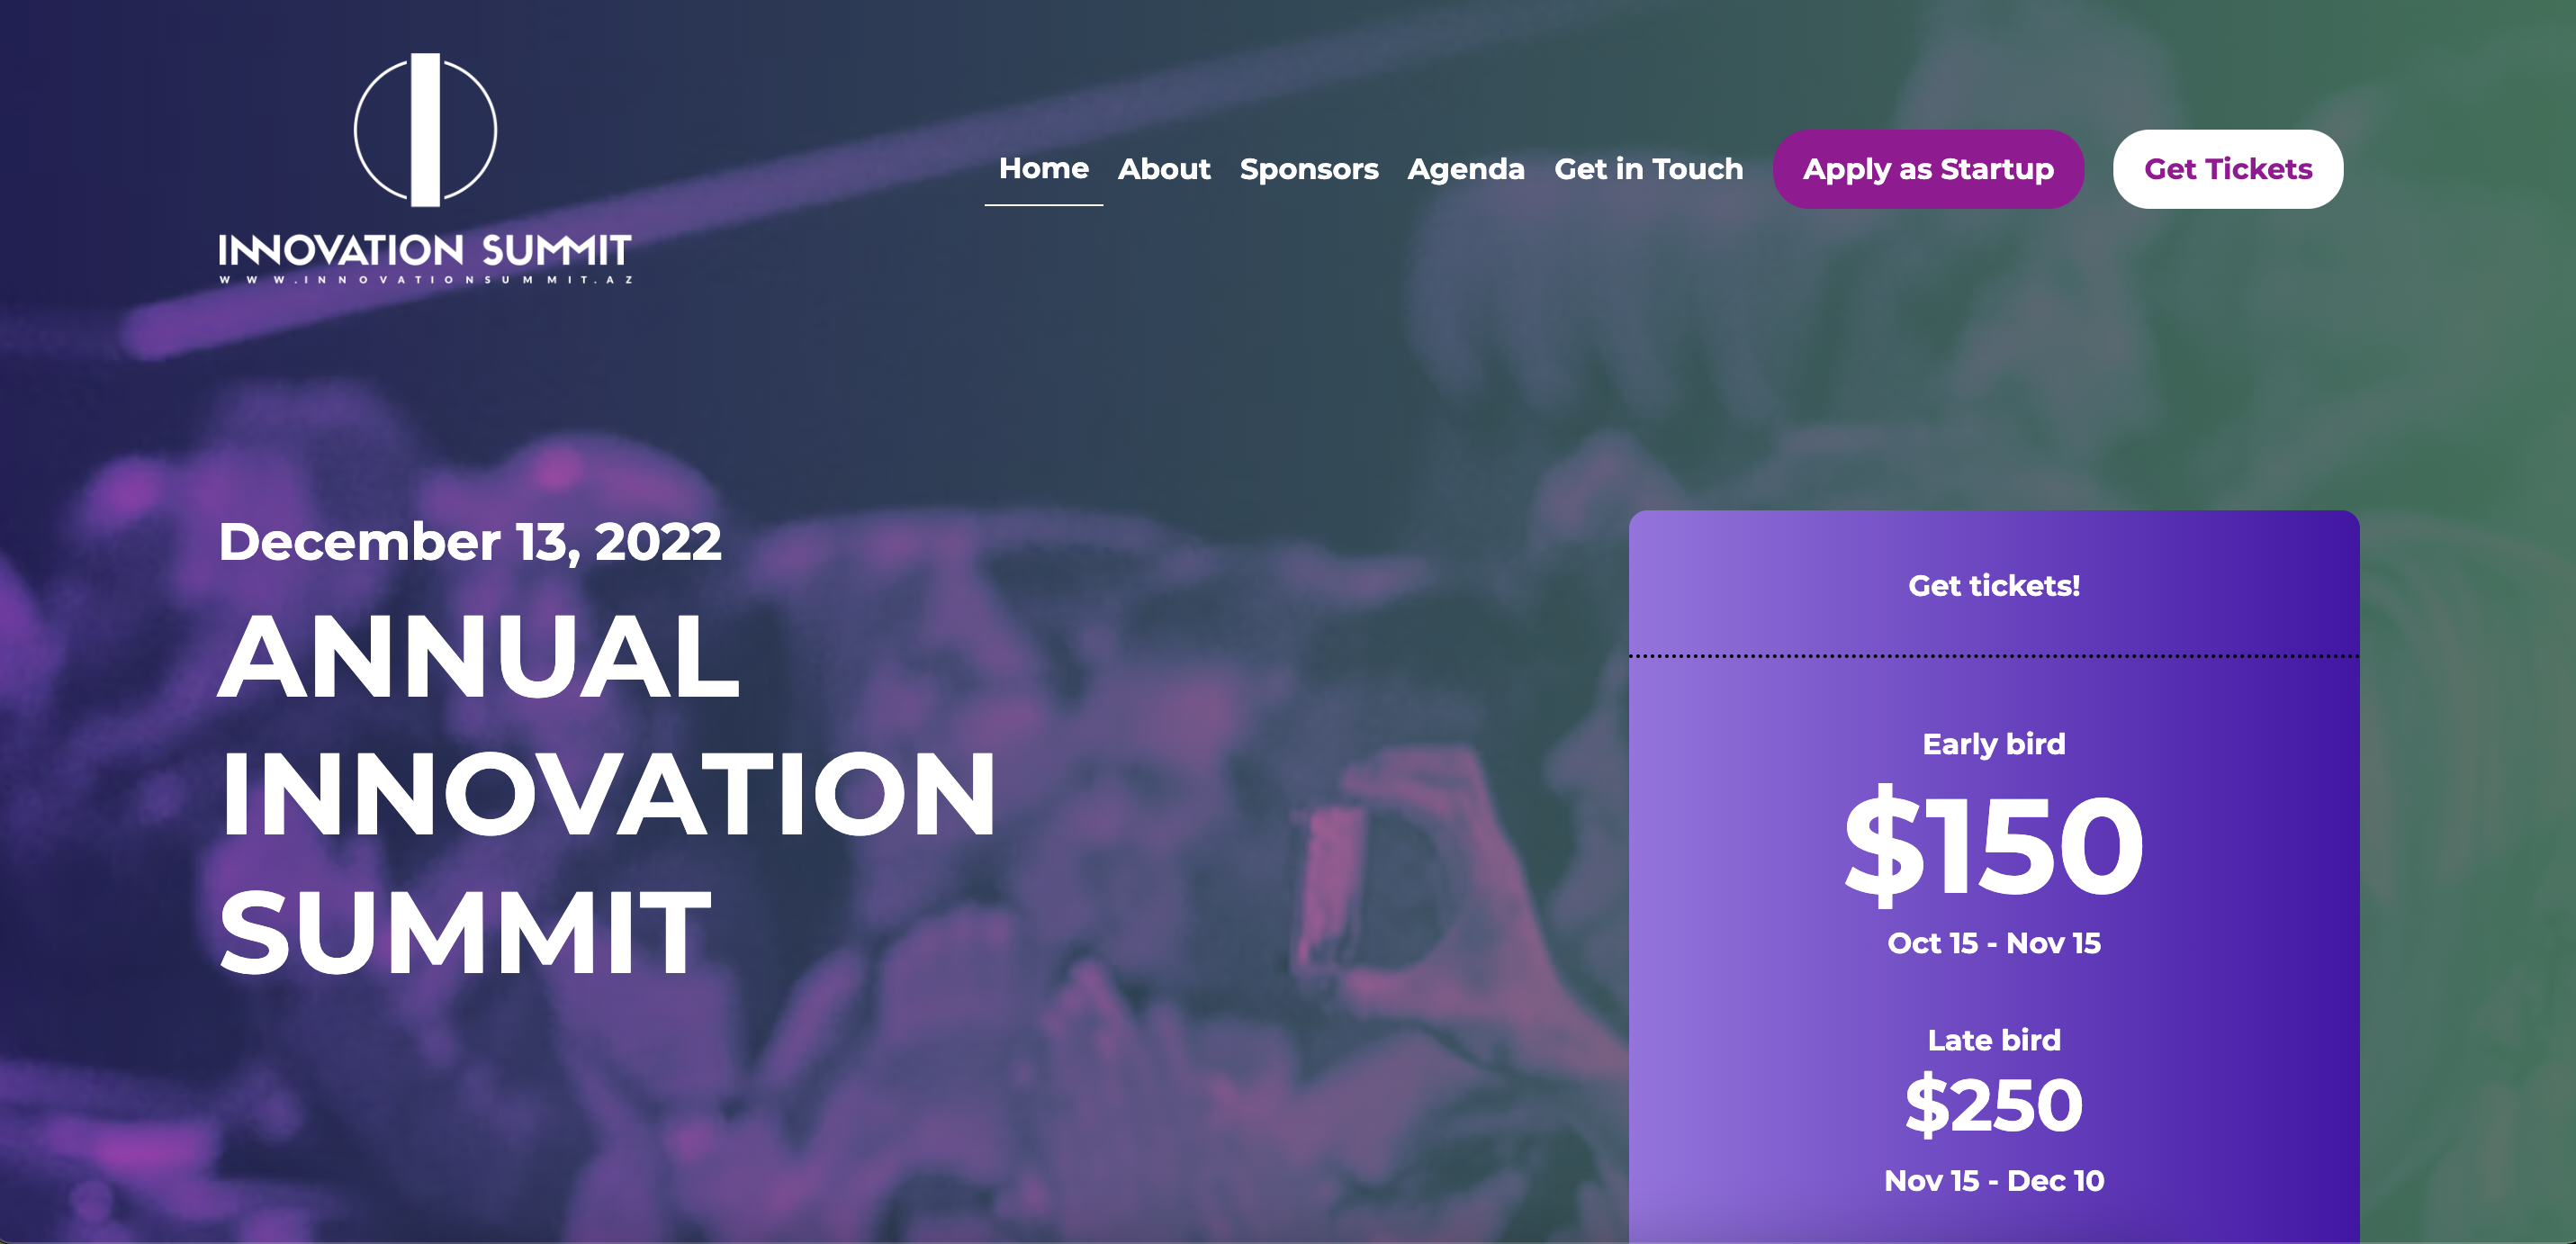 INNOVATION SUMMIT
WWW.INNOVATIONSUMMIT.AZ
Home About Sponsors Agenda Get in Touch Apply as Startup Get Tickets
December 13, 2022
ANNUAL
INNOVATION
SUMMIT
Get tickets!
Early bird
$150
Oct 15 - Nov 15
Late bird
$250
Nov 15 - Dec 10